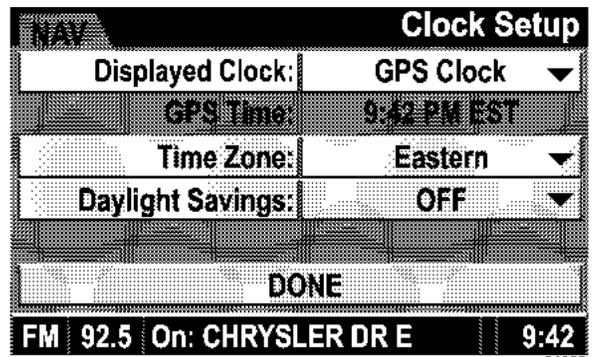 NAV Clock Setup
Displayed Clock: GPS Clock
GPS Time: 9:42 PM EST
Time Zone: Eastern
Daylight Savings: OFF
DONE
FM 92.5 On: CHRYSLER DR E 9:42